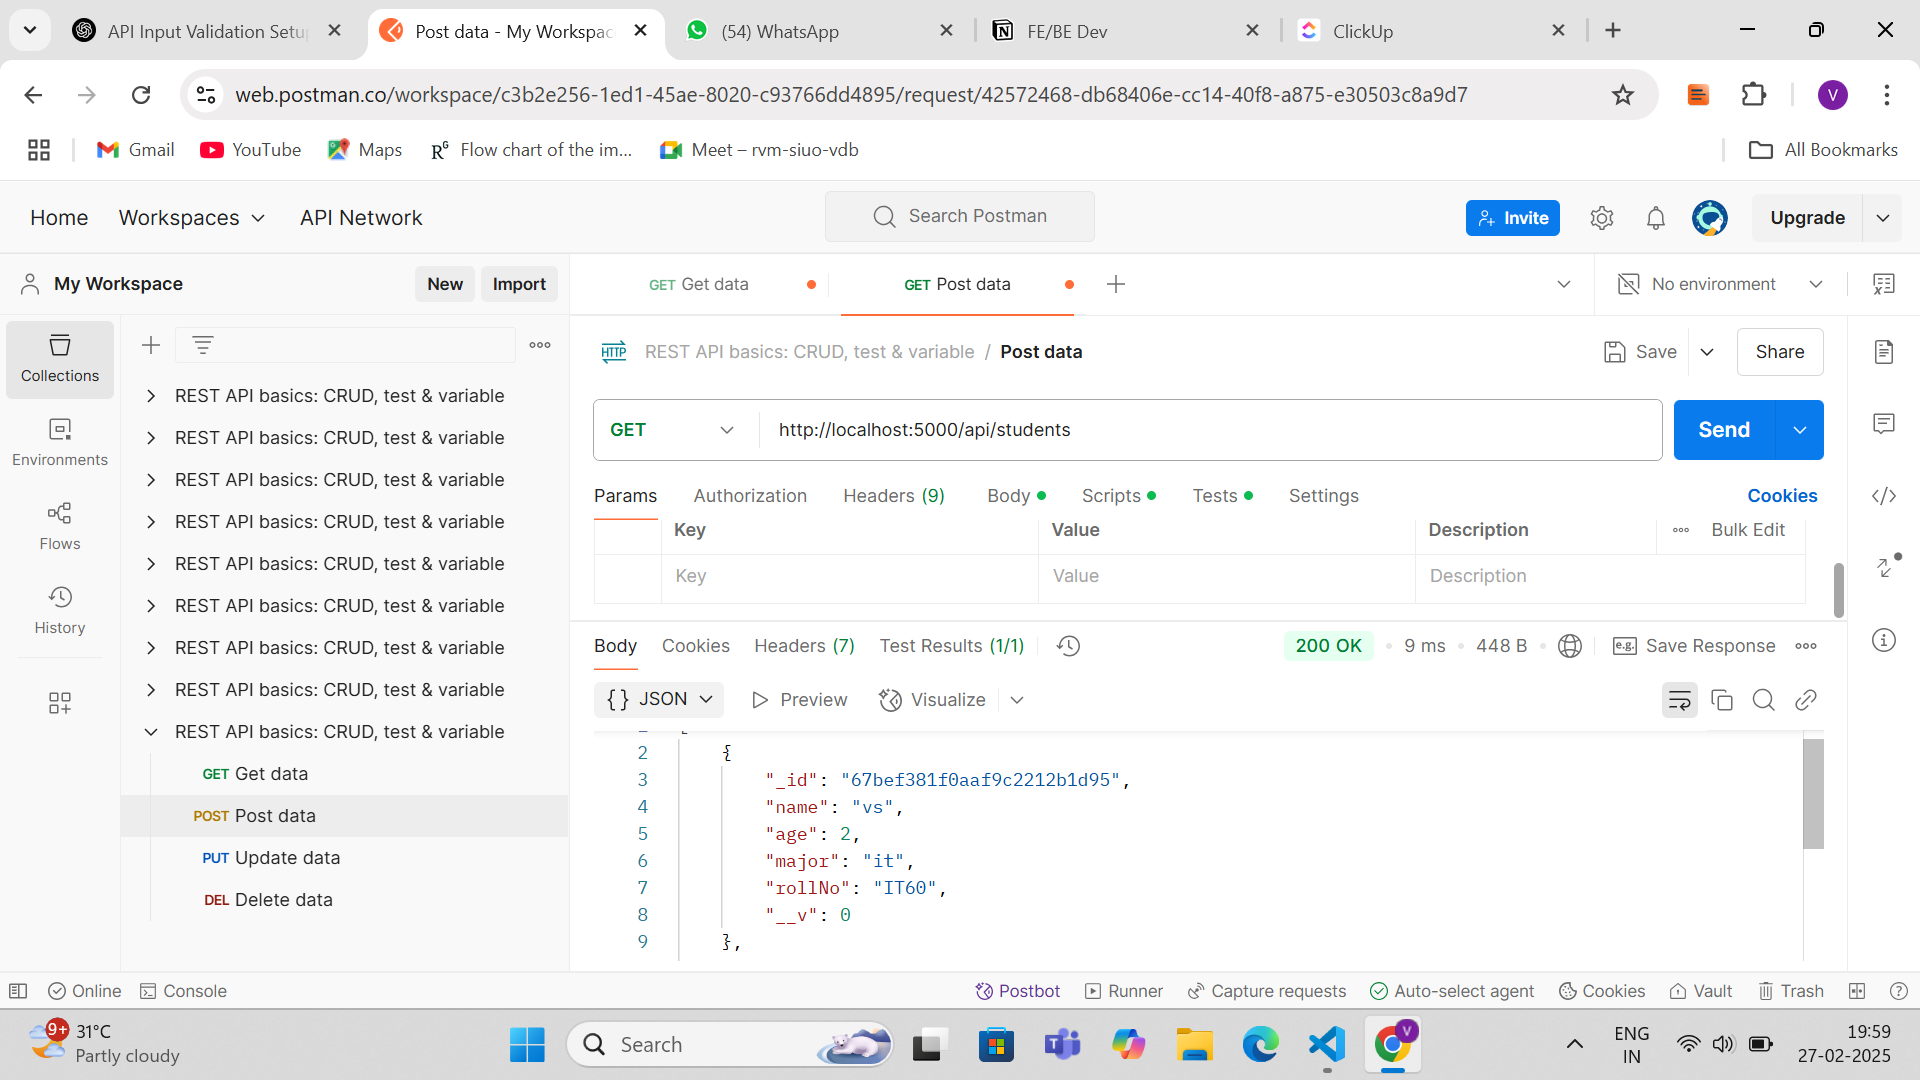 API Input Validation Setu
Post data - My Workspac
(54) WhatsApp
FE/BE Dev
ClickUp
web.postman.co/workspace/c3b2e256-1ed1-45ae-8020-c93766dd4895/request/42572468-db68406e-cc14-40f8-a875-e30503c8a9d7
V
Gmail
YouTube
Maps
R^G Flow chart of the im...
Meet – rvm-siuo-vdb
All Bookmarks
Home
Workspaces
API Network
Search Postman
Invite
Upgrade
My Workspace
New
Import
GET Get data
GET Post data
No environment
Collections
Environments
Flows
History
REST API basics: CRUD, test & variable
REST API basics: CRUD, test & variable
REST API basics: CRUD, test & variable
REST API basics: CRUD, test & variable
REST API basics: CRUD, test & variable
REST API basics: CRUD, test & variable
REST API basics: CRUD, test & variable
REST API basics: CRUD, test & variable
REST API basics: CRUD, test & variable
GET Get data
POST Post data
PUT Update data
DEL Delete data
HTTP REST API basics: CRUD, test & variable / Post data
Save
Share
GET
http://localhost:5000/api/students
Send
Params
Authorization
Headers (9)
Body
Scripts
Tests
Settings
Cookies
Key Value Description Bulk Edit
Key Value Description
Body
Cookies
Headers (7)
Test Results (1/1)
200 OK
9 ms
448 B
e.g. Save Response
{} JSON
Preview
Visualize
2 {
3 "_id": "67bef381f0aaf9c2212b1d95",
4 "name": "vs",
5 "age": 2,
6 "major": "it",
7 "rollNo": "IT60",
8 "__v": 0
9 },
Online
Console
Postbot
Runner
Capture requests
Auto-select agent
Cookies
Vault
Trash
9+
31°C
Partly cloudy
Search
V
ENG
IN
19:59
27-02-2025